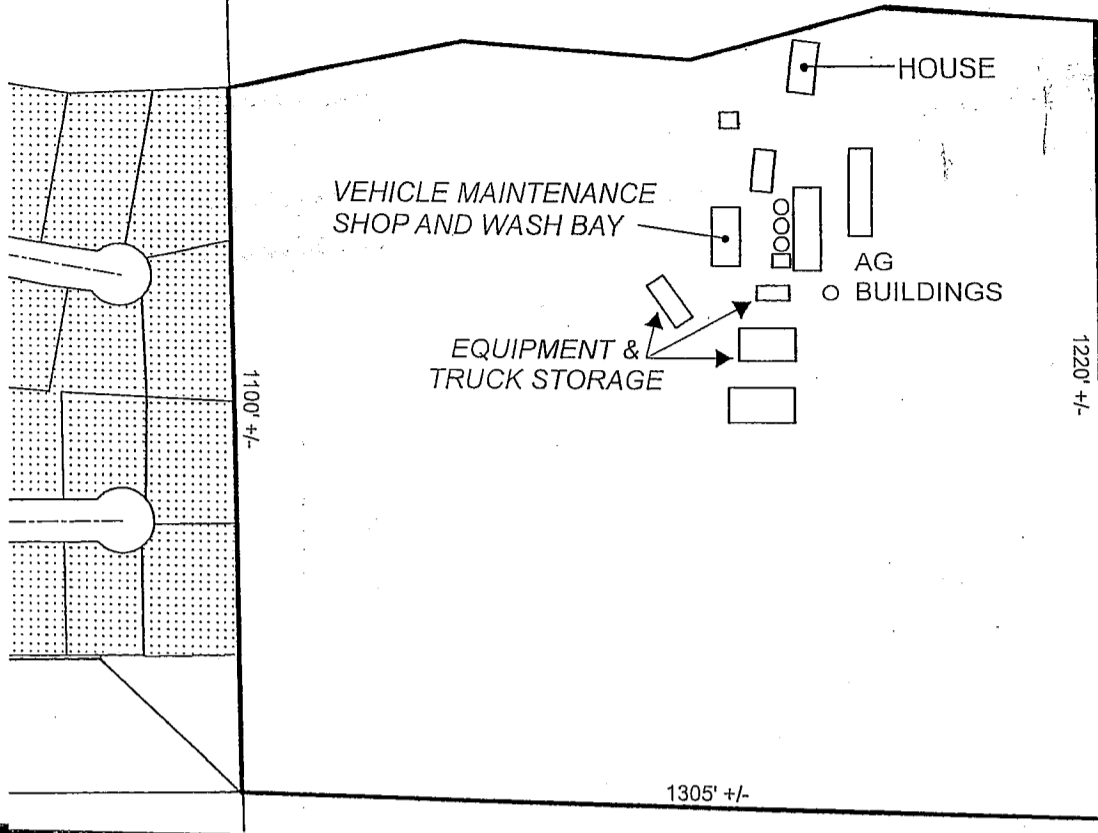 HOUSE
VEHICLE MAINTENANCE
SHOP AND WASH BAY
AG
BUILDINGS
EQUIPMENT &
TRUCK STORAGE
1100' +/-
1220' +/-
1305' +/-